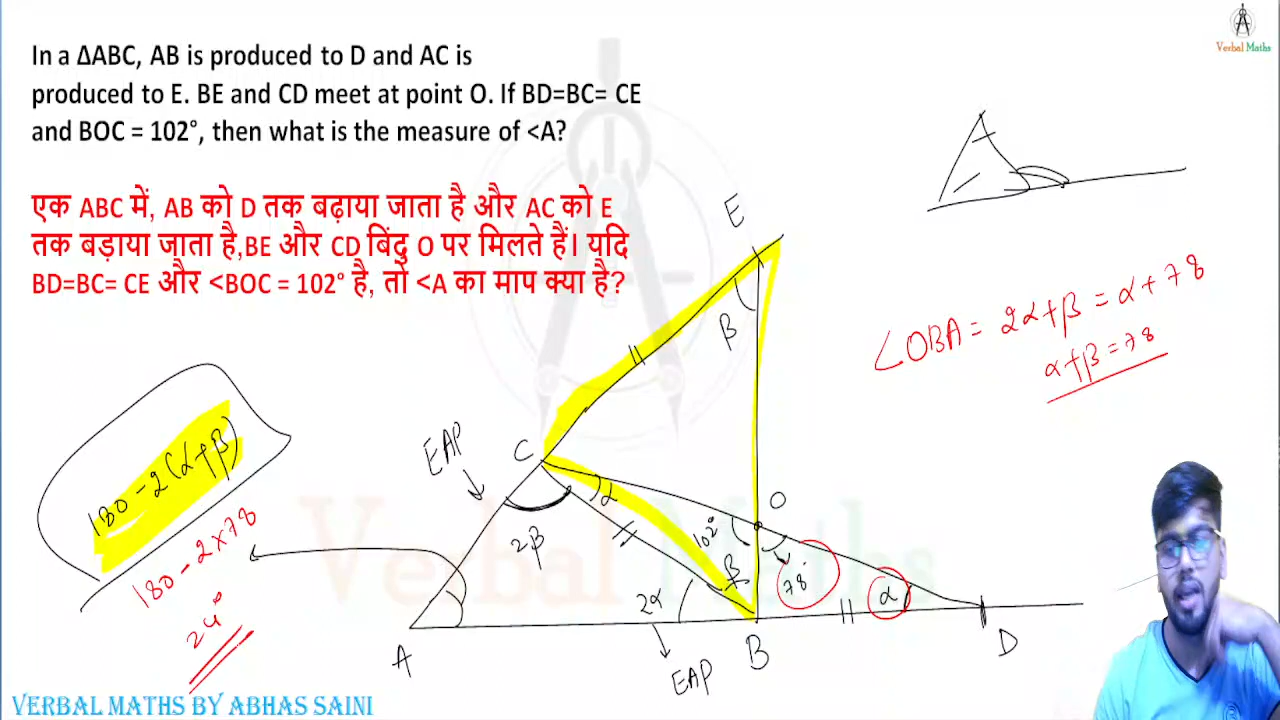 In a ΔABC, AB is produced to D and AC is
produced to E. BE and CD meet at point O. If BD=BC= CE
and BOC = 102°, then what is the measure of <A?
एक ABC में, AB को D तक बढ़ाया जाता है और AC को E
तक बड़ाया जाता है,BE और CD बिंदु O पर मिलते हैं। यदि
BD=BC= CE और <BOC = 102° है, तो <A का माप क्या है?
Verbal Maths
∠OBA = 2α+β = α+78
α+β=78
E
β
EAP
C
α
2β
O
102°
78°
β
2α
α
A
B
D
EAP
180-2(α+β)
180-2×78
24°
Verbal Maths
VERBAL MATHS BY ABHAS SAINI